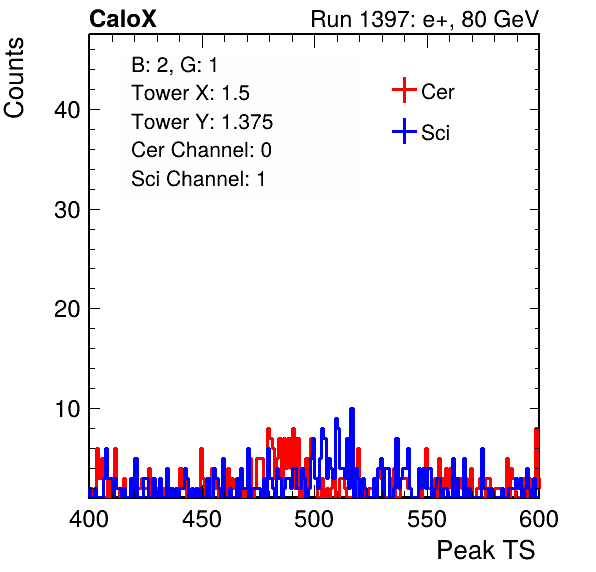 CaloX Run 1397: e+, 80 GeV
Counts
B: 2, G: 1
Tower X: 1.5
Tower Y: 1.375
Cer Channel: 0
Sci Channel: 1
Cer
Sci
40
30
20
10
400 450 500 550 600
Peak TS